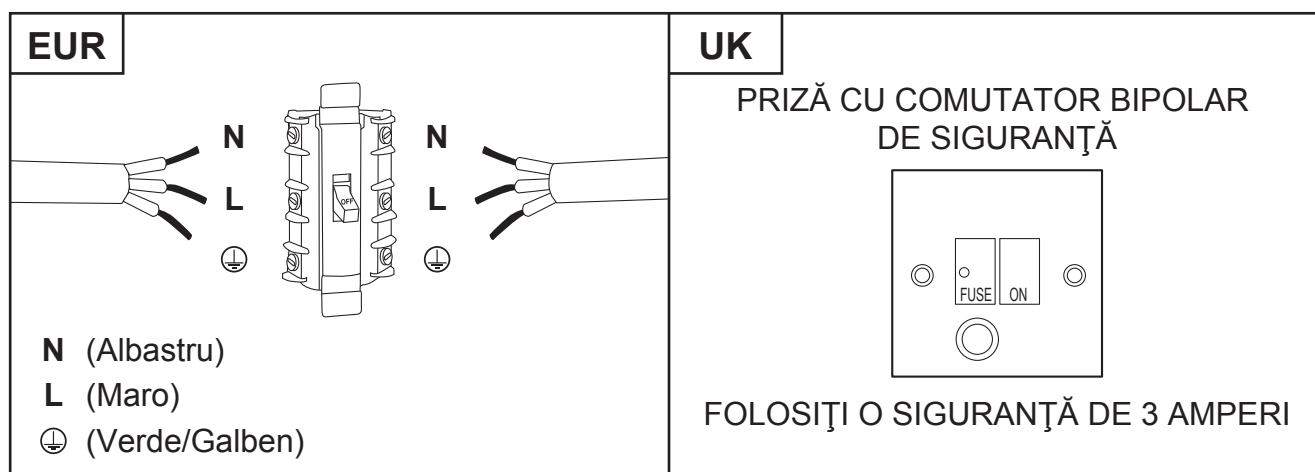 EUR
N
N
L
L
OFF
N (Albastru)
L (Maro)
(Verde/Galben)
UK
PRIZĂ CU COMUTATOR BIPOLAR
DE SIGURANŢĂ
FUSE ON
FOLOSIŢI O SIGURANŢĂ DE 3 AMPERI